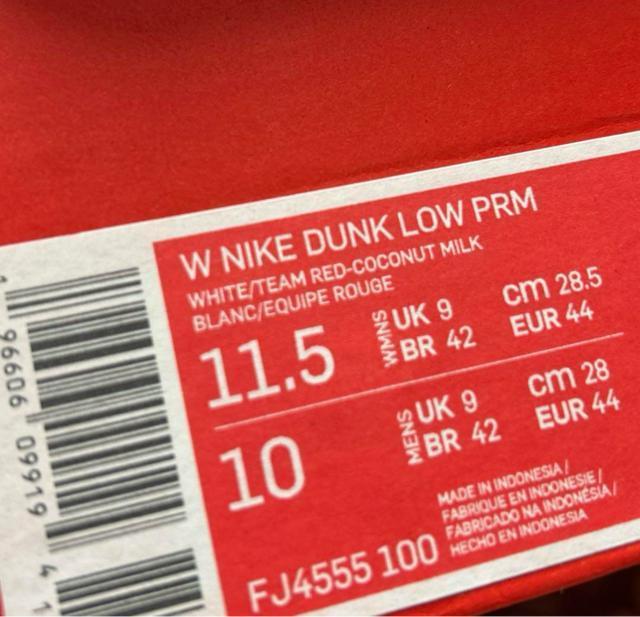 W NIKE DUNK LOW PRM
WHITE/TEAM RED-COCONUT MILK
BLANC/EQUIPE ROUGE
11.5 WMNS UK 9 cm 28.5
BR 42 EUR 44
10 MENS UK 9 cm 28
BR 42 EUR 44
MADE IN INDONESIA /
FABRIQUE EN INDONESIE /
FABRICADO NA INDONÉSIA /
HECHO EN INDONESIA
FJ4555 100
61960 90966